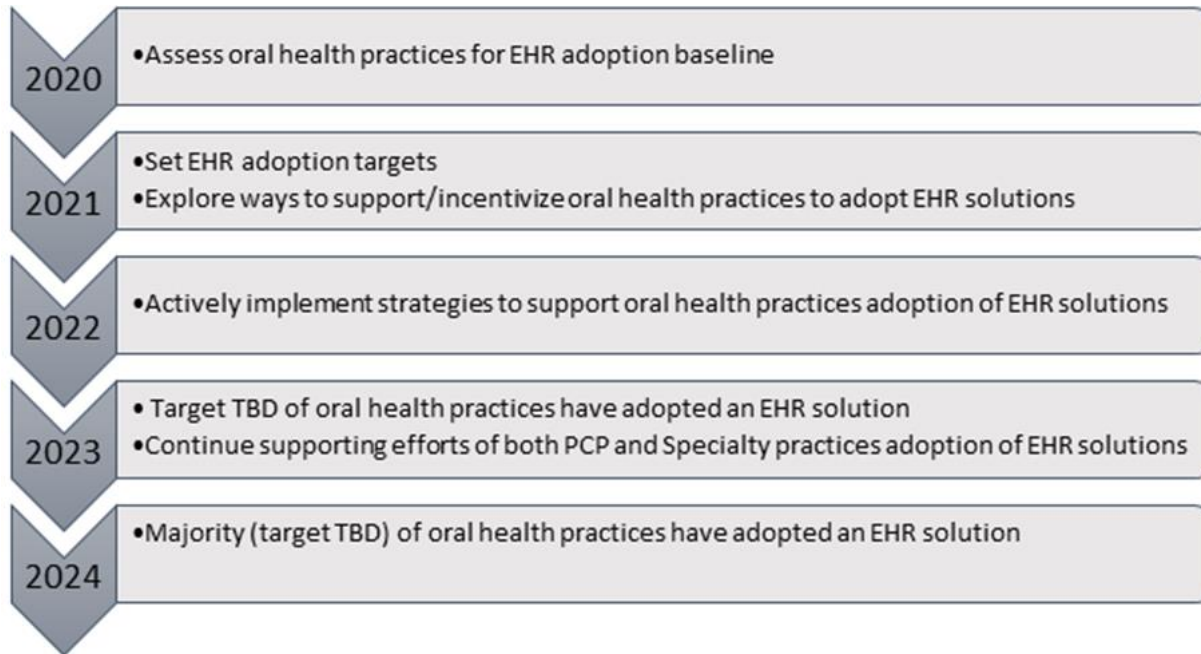 2020
•Assess oral health practices for EHR adoption baseline
2021
•Set EHR adoption targets
•Explore ways to support/incentivize oral health practices to adopt EHR solutions
2022
•Actively implement strategies to support oral health practices adoption of EHR solutions
2023
• Target TBD of oral health practices have adopted an EHR solution
•Continue supporting efforts of both PCP and Specialty practices adoption of EHR solutions
2024
•Majority (target TBD) of oral health practices have adopted an EHR solution